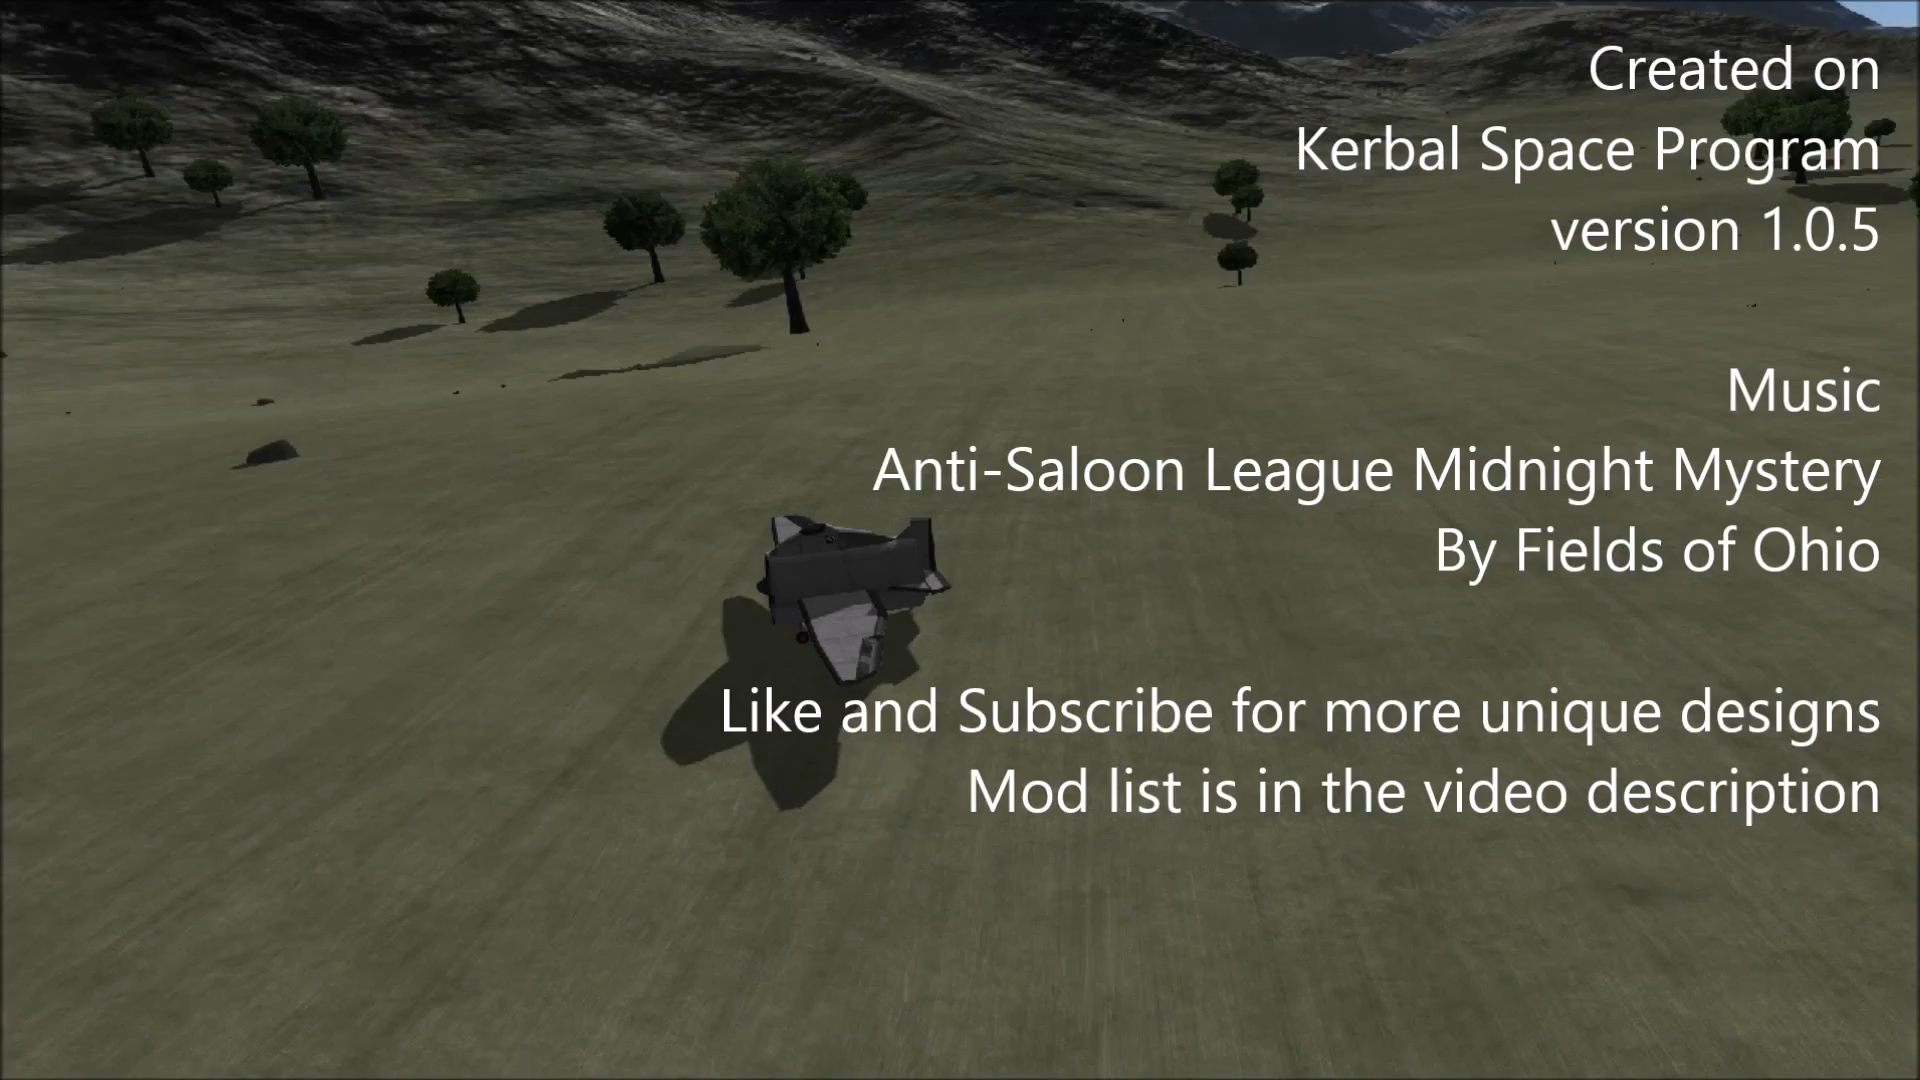 Created on
Kerbal Space Program
version 1.0.5
Music
Anti-Saloon League Midnight Mystery
By Fields of Ohio
Like and Subscribe for more unique designs
Mod list is in the video description